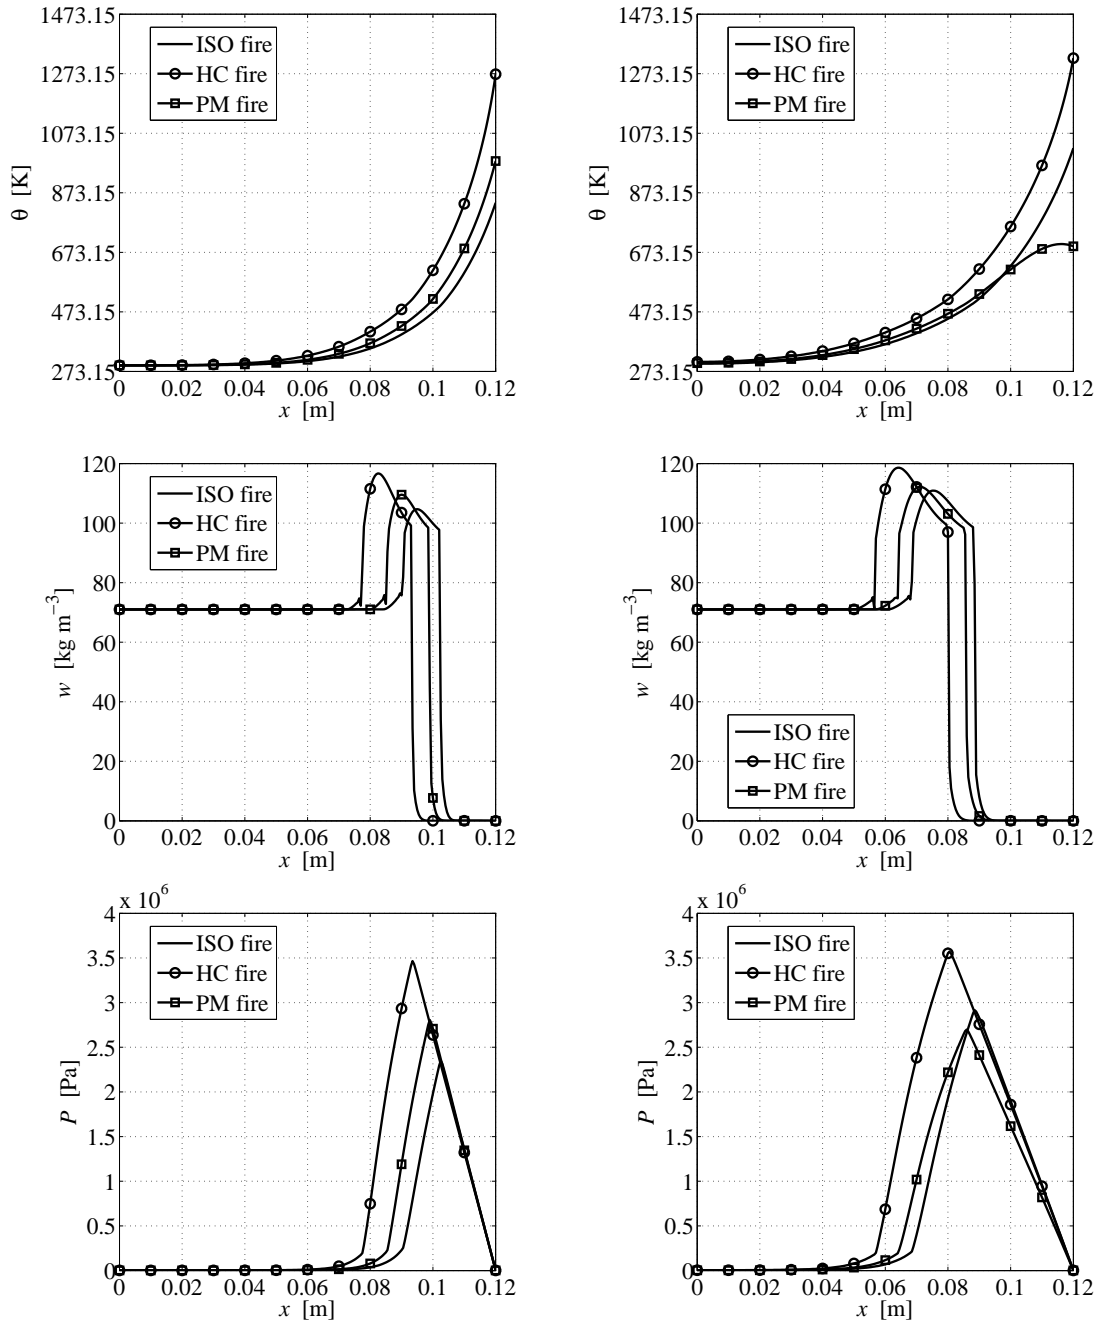 1473.15
1273.15
1073.15
873.15
673.15
473.15
273.15
θ [K]
ISO fire
HC fire
PM fire
0
0.02
0.04
0.06
0.08
0.1
0.12
x [m]
1473.15
1273.15
1073.15
873.15
673.15
473.15
273.15
θ [K]
ISO fire
HC fire
PM fire
0
0.02
0.04
0.06
0.08
0.1
0.12
x [m]
120
100
80
60
40
20
0
w [kg m⁻³]
ISO fire
HC fire
PM fire
0
0.02
0.04
0.06
0.08
0.1
0.12
x [m]
120
100
80
60
40
20
0
w [kg m⁻³]
ISO fire
HC fire
PM fire
0
0.02
0.04
0.06
0.08
0.1
0.12
x [m]
x 10⁶
4
3.5
3
2.5
2
1.5
1
0.5
0
P [Pa]
ISO fire
HC fire
PM fire
0
0.02
0.04
0.06
0.08
0.1
0.12
x [m]
x 10⁶
4
3.5
3
2.5
2
1.5
1
0.5
0
P [Pa]
ISO fire
HC fire
PM fire
0
0.02
0.04
0.06
0.08
0.1
0.12
x [m]